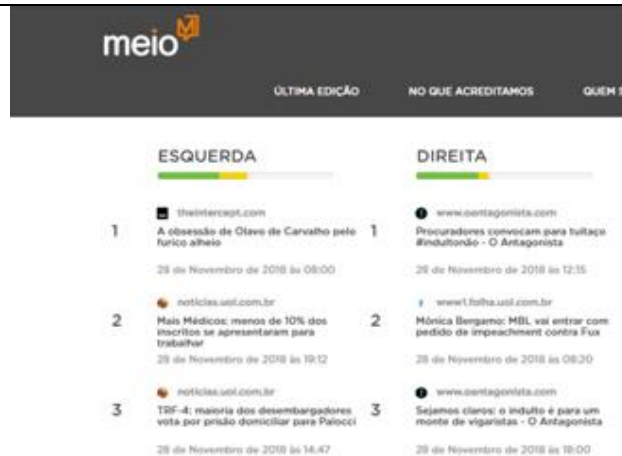 meio
ÚLTIMA EDIÇÃO
NO QUE ACREDITAMOS
QUEM
ESQUERDA
1
theintercept.com
A obsessão de Olavo de Carvalho pelo
furico alheio
28 de Novembro de 2018 às 08:00
2
noticias.uol.com.br
Mais Médicos: menos de 10% dos
inscritos se apresentaram para
trabalhar
28 de Novembro de 2018 às 19:12
3
noticias.uol.com.br
TRF-4: maioria dos desembargadores
vota por prisão domiciliar para Palocci
28 de Novembro de 2018 às 14:47
DIREITA
1
www.oantagonista.com
Procuradores convocam para tuitaço
#indultonão - O Antagonista
28 de Novembro de 2018 às 12:15
2
www1.folha.uol.com.br
Mônica Bergamo: MBL vai entrar com
pedido de impeachment contra Fux
28 de Novembro de 2018 às 08:20
3
www.oantagonista.com
Sejamos claros: o indulto é para um
monte de vigaristas - O Antagonista
28 de Novembro de 2018 às 18:00